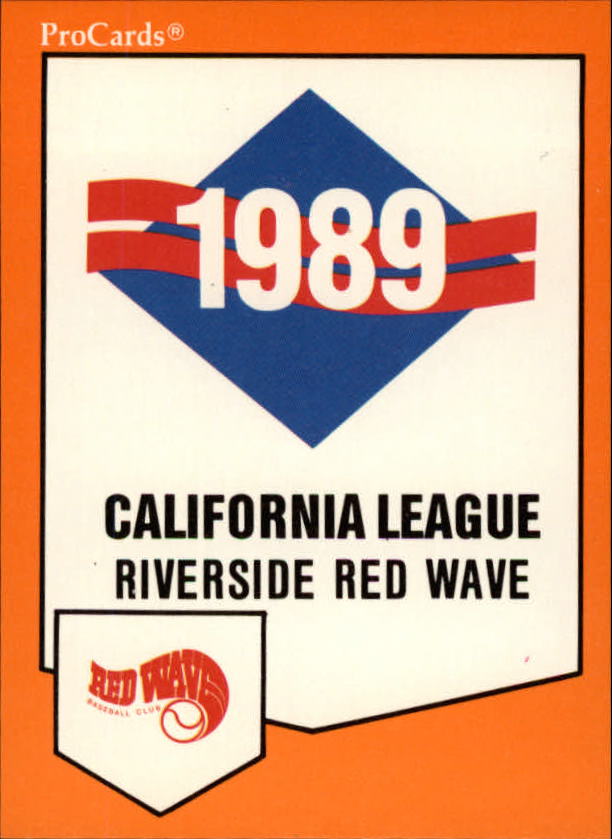 ProCards®
1989
CALIFORNIA LEAGUE
RIVERSIDE RED WAVE
RED WAVE
BASEBALL CLUB